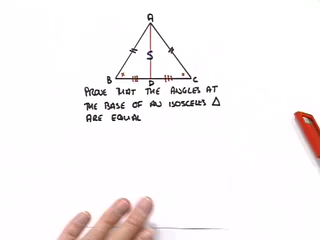 A
S
B D C
PROVE THAT THE ANGLES AT
THE BASE OF AN ISOSCELES Δ
ARE EQUAL